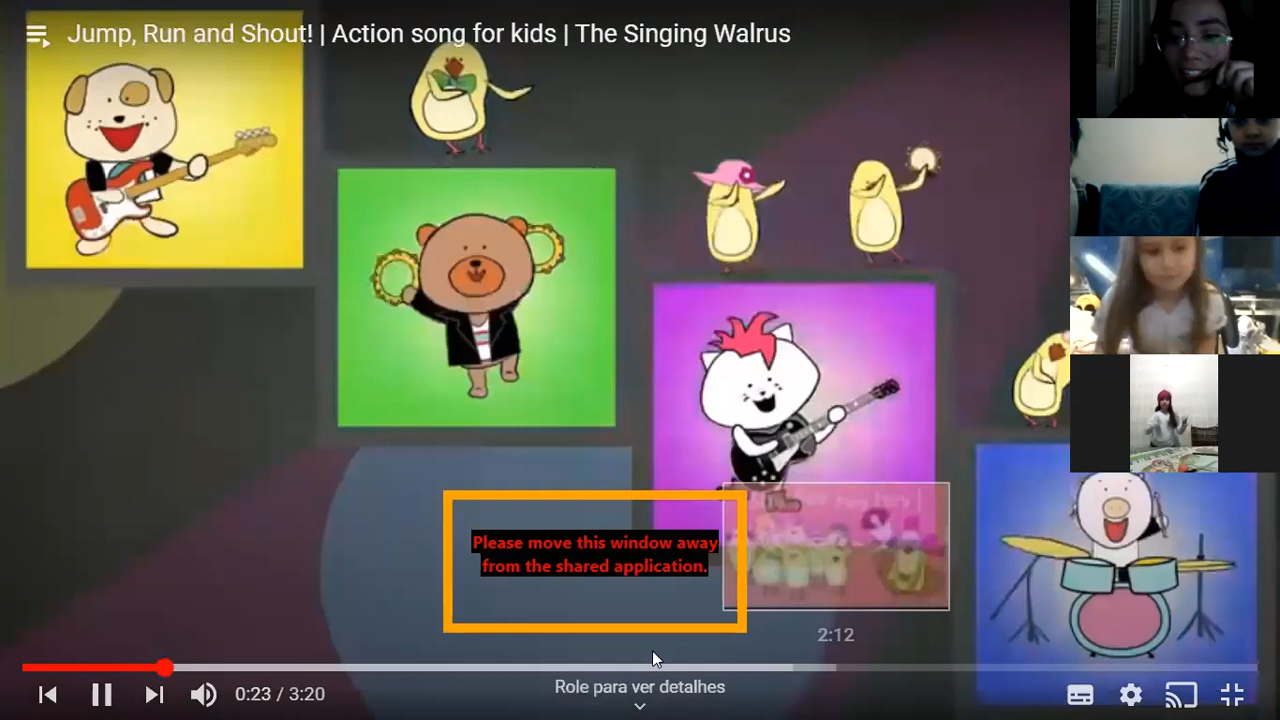 Jump, Run and Shout! | Action song for kids | The Singing Walrus
Please move this window away
from the shared application.
2:12
0:23 / 3:20
Role para ver detalhes